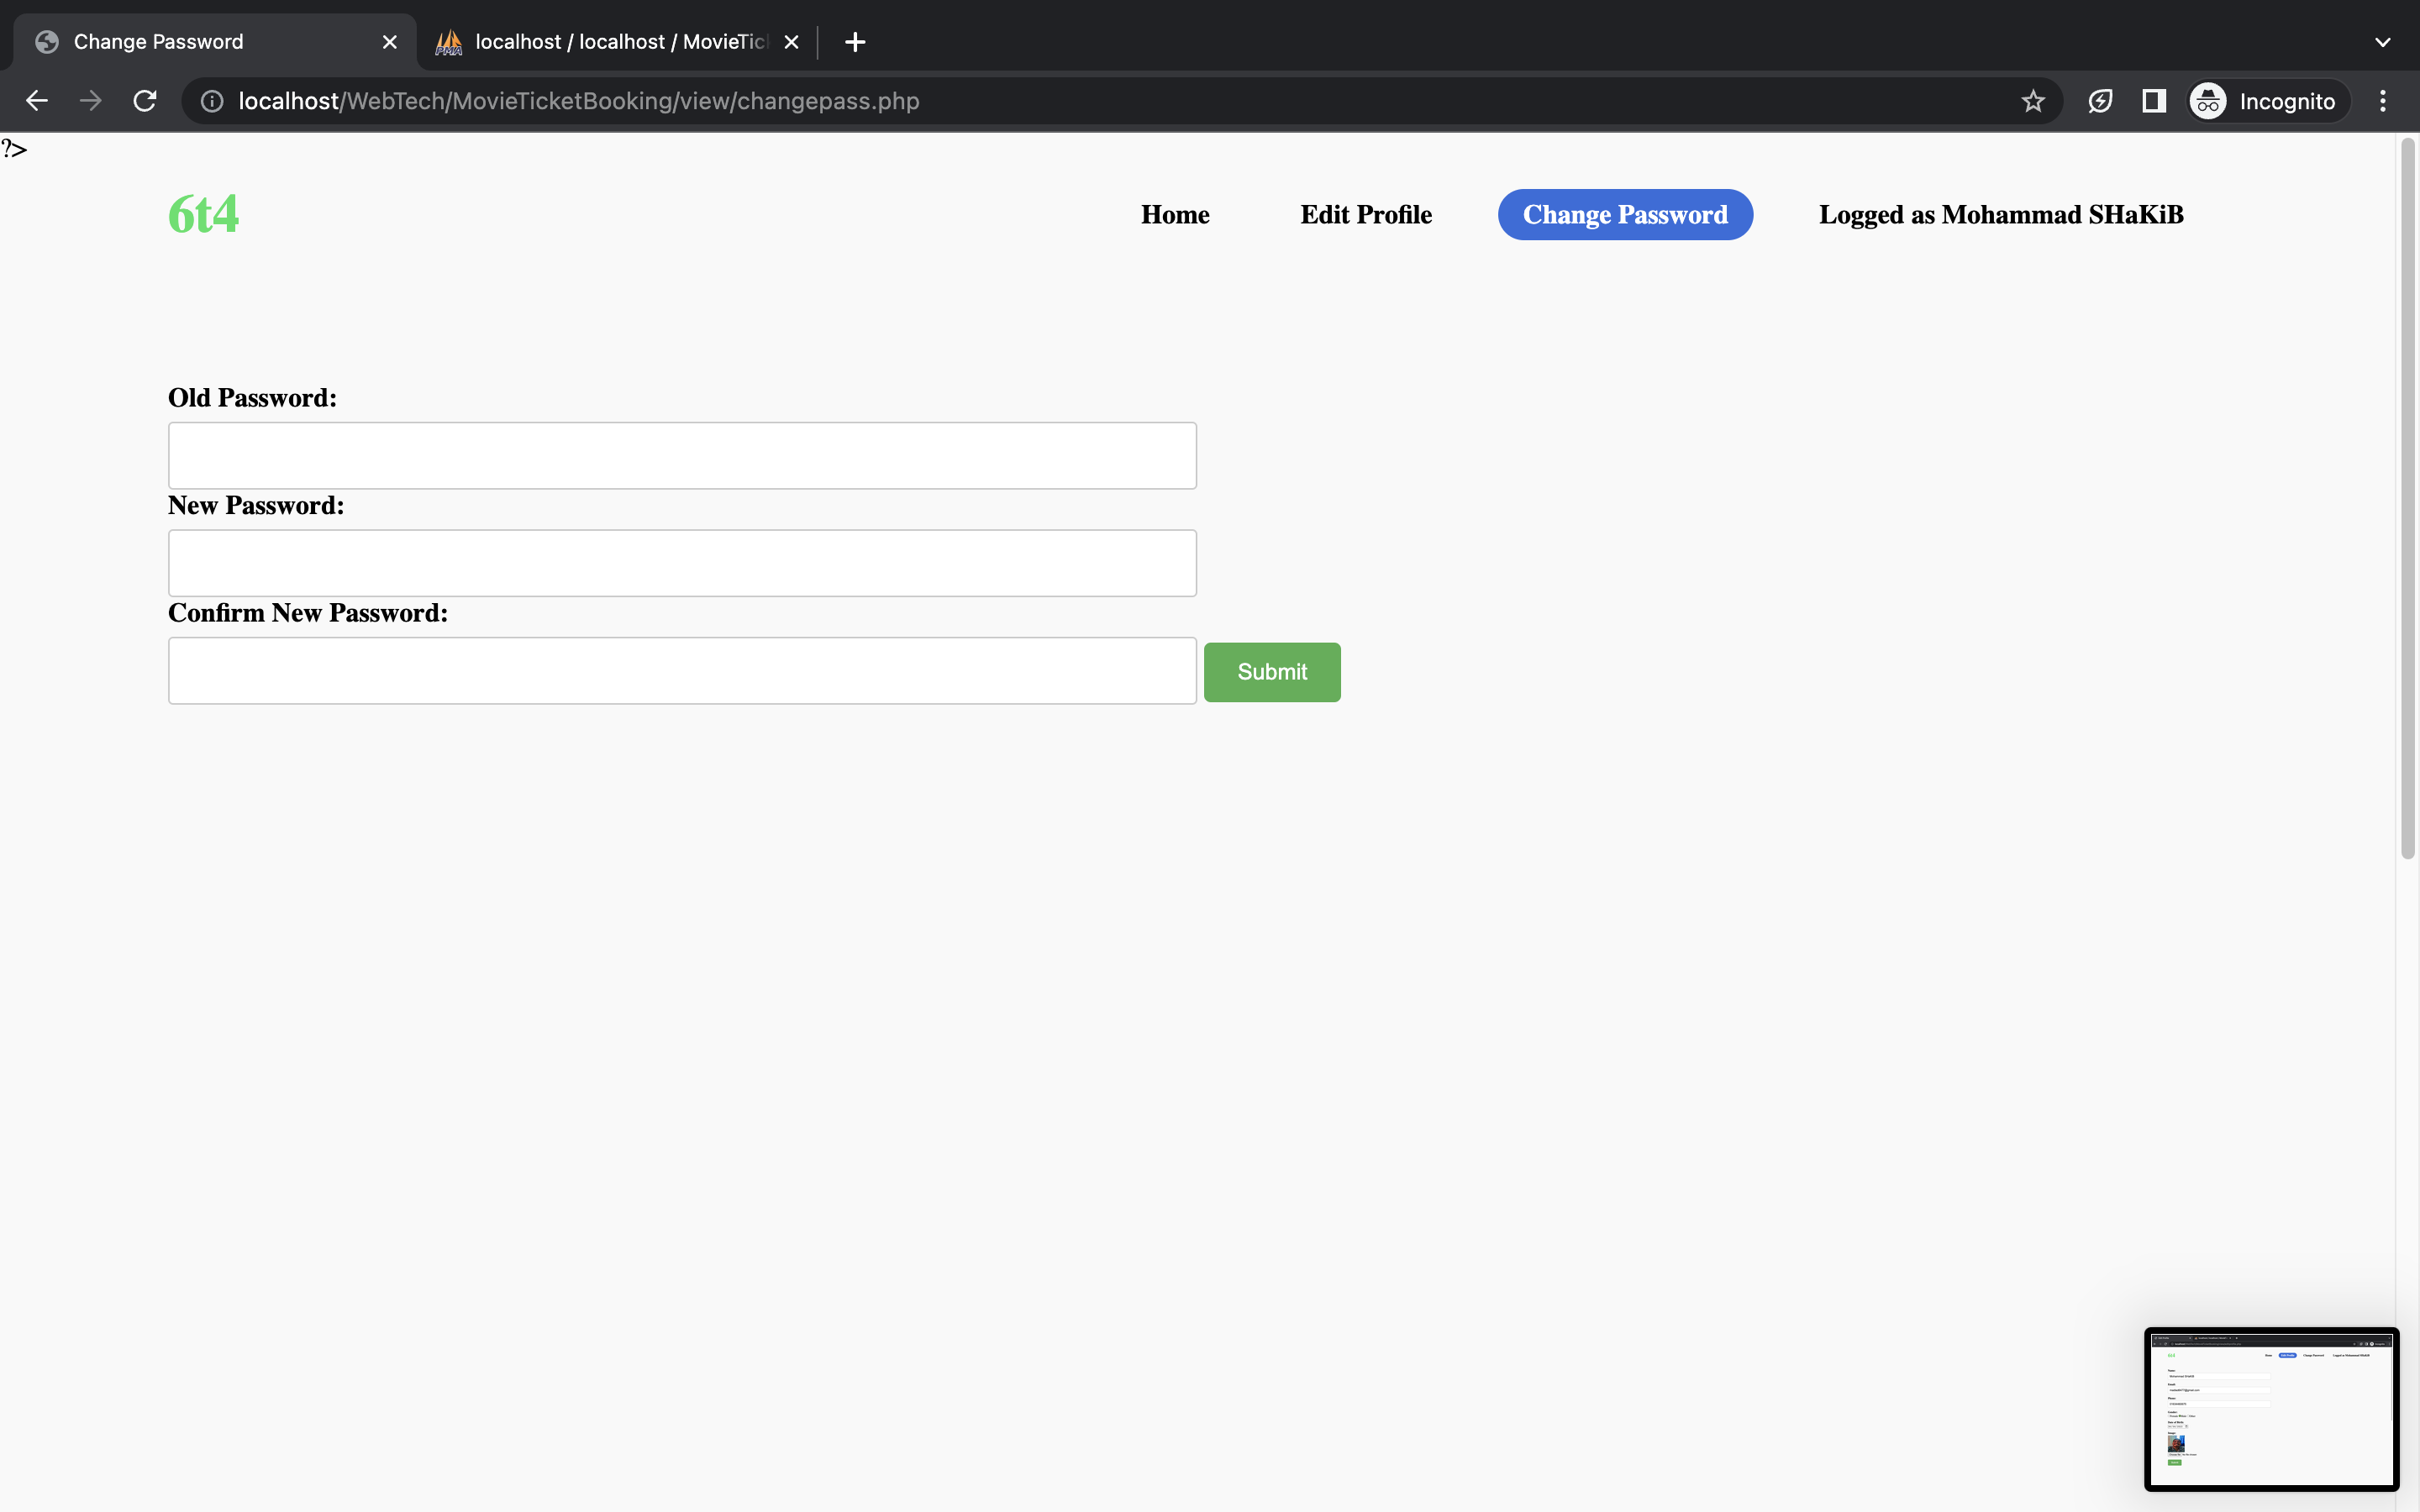 Change Password
localhost / localhost / MovieTic
localhost/WebTech/MovieTicketBooking/view/changepass.php
Incognito
?>
6t4
Home
Edit Profile
Change Password
Logged as Mohammad SHaKiB
Old Password:
New Password:
Confirm New Password:
Submit